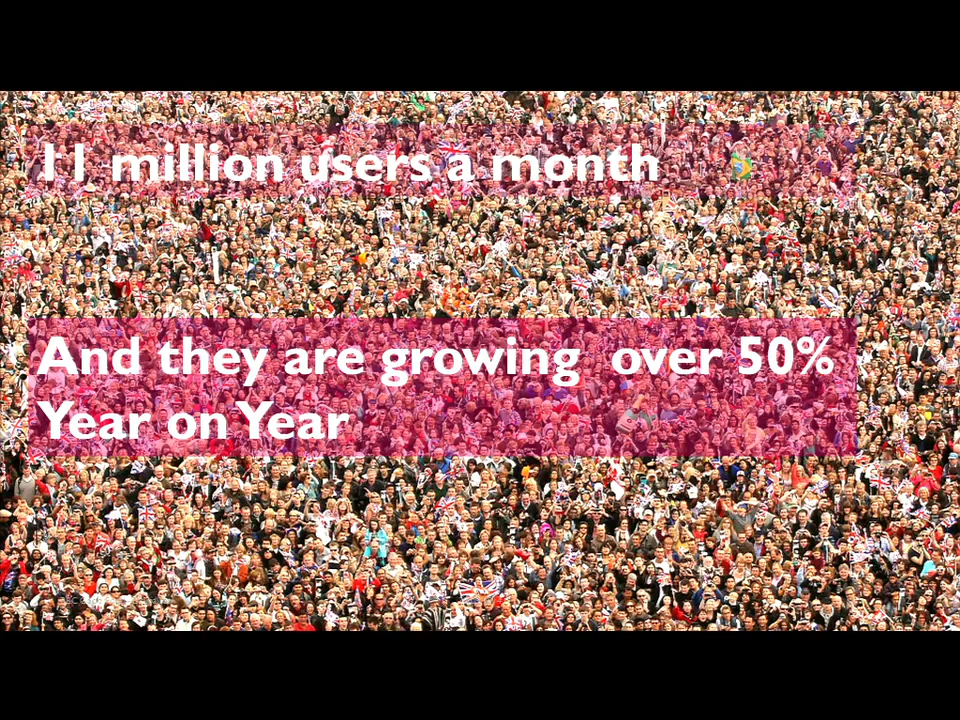 11 million users a month
And they are growing  over 50%
Year on Year